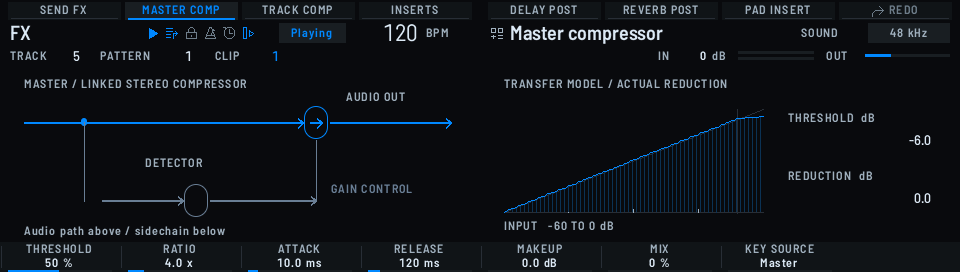 SEND FX MASTER COMP TRACK COMP INSERTS DELAY POST REVERB POST PAD INSERT REDO
FX Playing 120 BPM Master compressor SOUND 48 kHz
TRACK 5 PATTERN 1 CLIP 1 IN 0 dB OUT
MASTER / LINKED STEREO COMPRESSOR TRANSFER MODEL / ACTUAL REDUCTION
AUDIO OUT
THRESHOLD dB
-6.0
DETECTOR
REDUCTION dB
GAIN CONTROL
0.0
INPUT -60 TO 0 dB
Audio path above / sidechain below
THRESHOLD RATIO ATTACK RELEASE MAKEUP MIX KEY SOURCE
50 % 4.0 x 10.0 ms 120 ms 0.0 dB 0 % Master